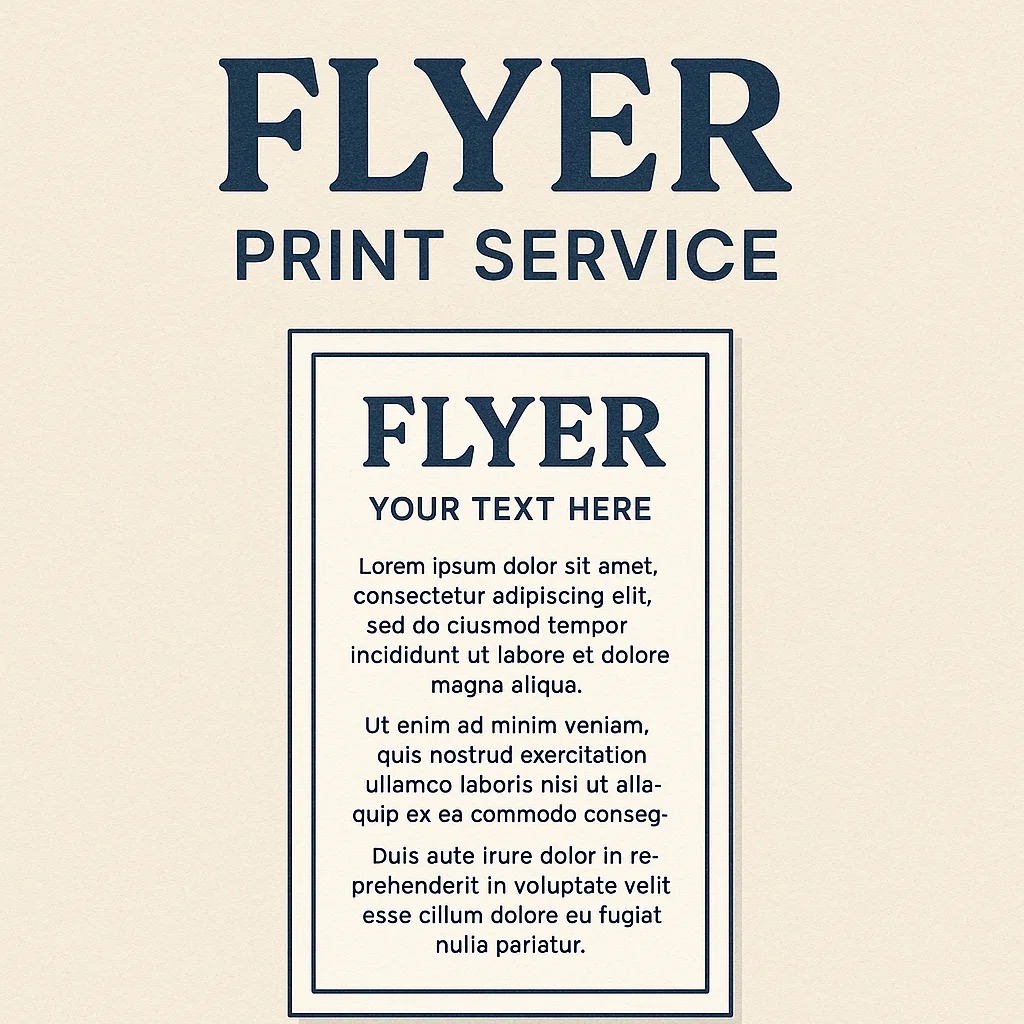 FLYER
PRINT SERVICE
FLYER
YOUR TEXT HERE
Lorem ipsum dolor sit amet,
consectetur adipiscing elit,
sed do ciusmod tempor
incididunt ut labore et dolore
magna aliqua.
Ut enim ad minim veniam,
quis nostrud exercitation
ullamco laboris nisi ut alla-
quip ex ea commodo conseg-
Duis aute irure dolor in re-
prehenderit in voluptate velit
esse cillum dolore eu fugiat
nulia pariatur.